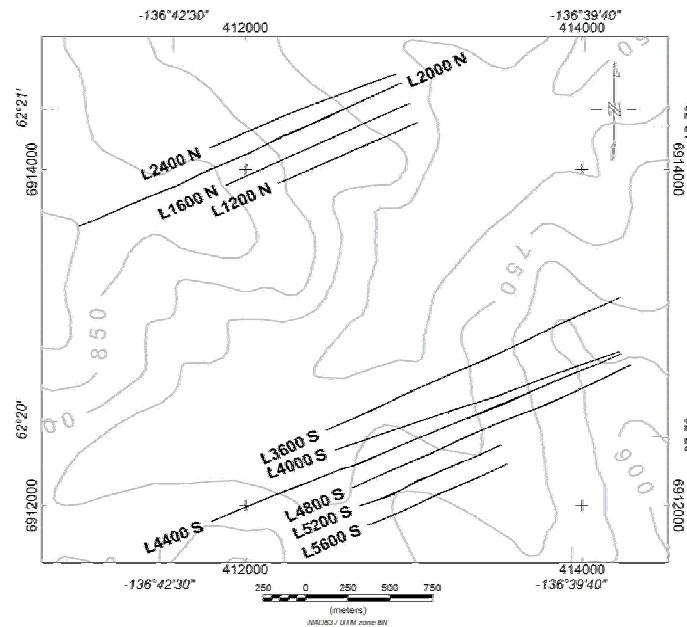 -136°42'30" -136°39'40"
412000 414000
L2000 N
62°21'
N
L2400 N
6914000 6914000
L1600 N
L1200 N
750
850
62°20'
00
L3600 S
L4000 S
900
L4800 S
6912000 6912000
L5200 S
L4400 S
L5600 S
412000 414000
-136°42'30" -136°39'40"
250 0 250 500 750
(meters)
NAD83 / UTM zone 8N